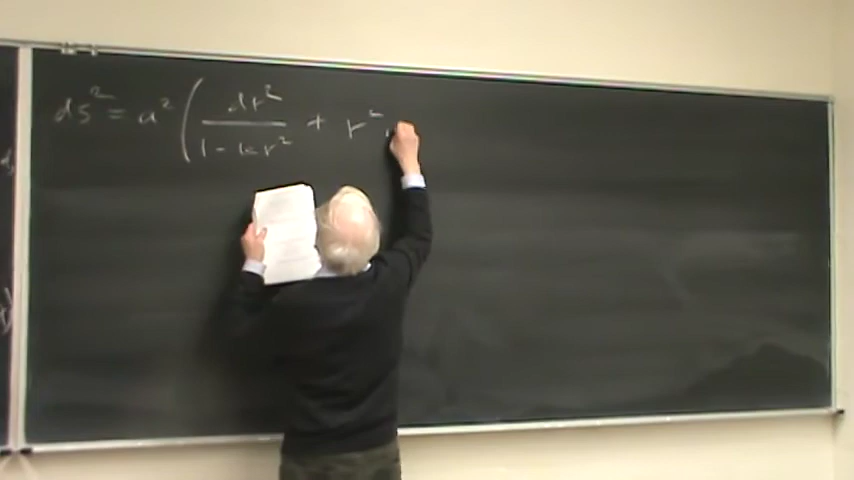 ds² = a² ( dr² / 1 - kr² + r²